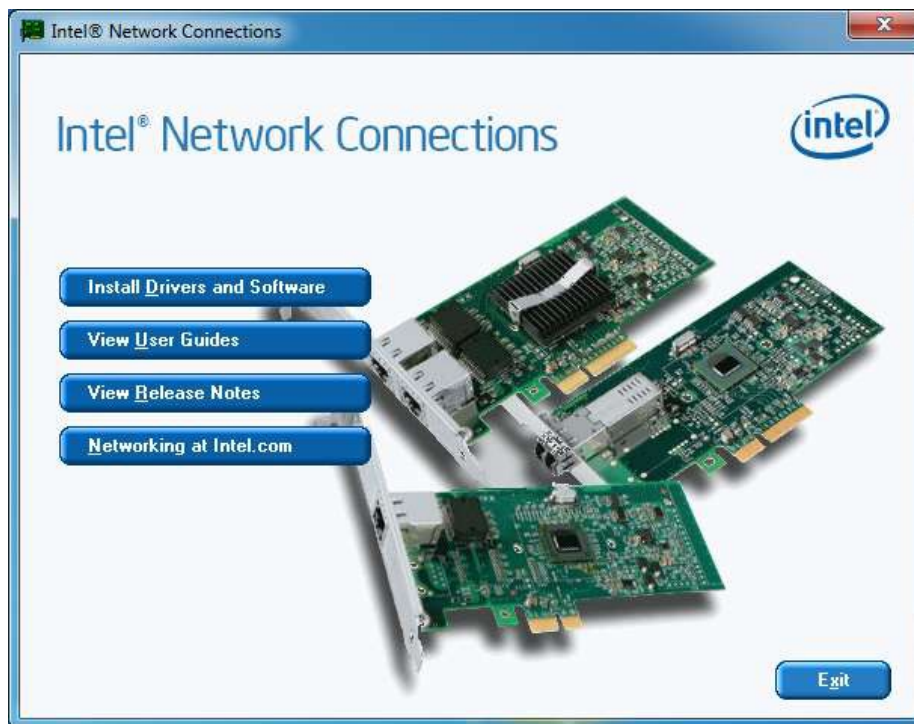 Intel® Network Connections
Intel® Network Connections
intel
Install Drivers and Software
View User Guides
View Release Notes
Networking at Intel.com
Exit